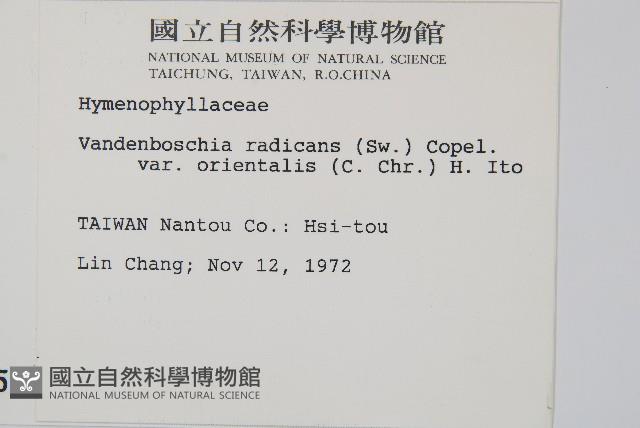 國立自然科學博物館
NATIONAL MUSEUM OF NATURAL SCIENCE
TAICHUNG, TAIWAN, R.O.CHINA
Hymenophyllaceae
Vandenboschia radicans (Sw.) Copel.
var. orientalis (C. Chr.) H. Ito
TAIWAN Nantou Co.: Hsi-tou
Lin Chang; Nov 12, 1972
5
國立自然科學博物館
NATIONAL MUSEUM OF NATURAL SCIENCE